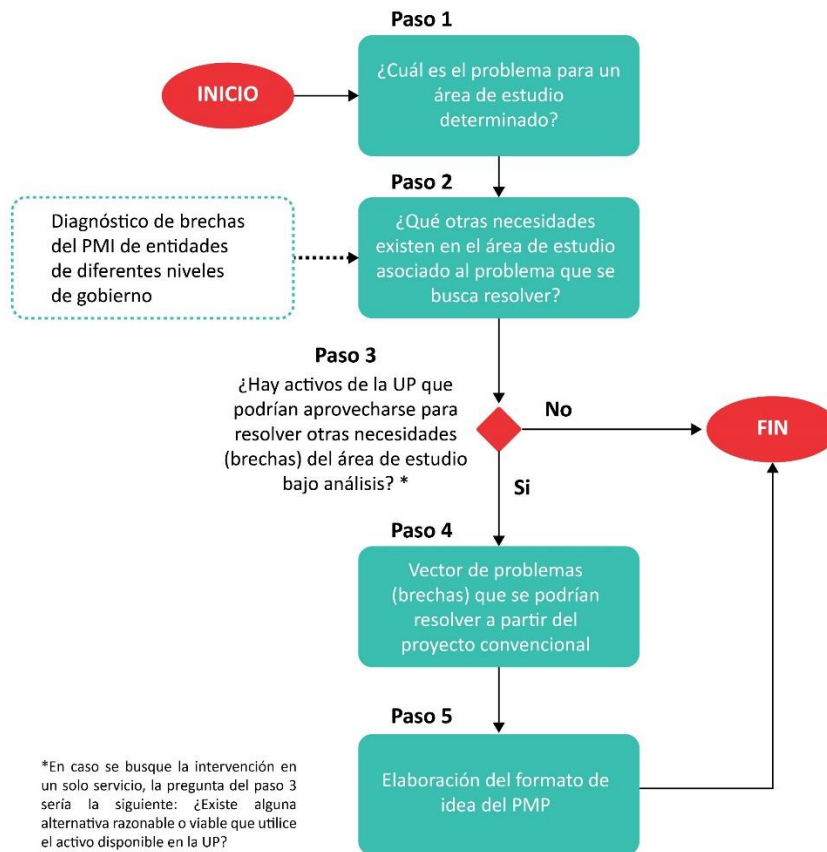 Paso 1
INICIO
¿Cuál es el problema para un
área de estudio
determinado?
Paso 2
Diagnóstico de brechas
del PMI de entidades
de diferentes niveles
de gobierno
¿Qué otras necesidades
existen en el área de estudio
asociado al problema que se
busca resolver?
Paso 3
¿Hay activos de la UP que
podrían aprovecharse para
resolver otras necesidades
(brechas) del área de estudio
bajo análisis? *
No
FIN
Si
Paso 4
Vector de problemas
(brechas) que se podrían
resolver a partir del
proyecto convencional
Paso 5
Elaboración del formato de
idea del PMP
*En caso se busque la intervención en
un solo servicio, la pregunta del paso 3
sería la siguiente: ¿Existe alguna
alternativa razonable o viable que utilice
el activo disponible en la UP?